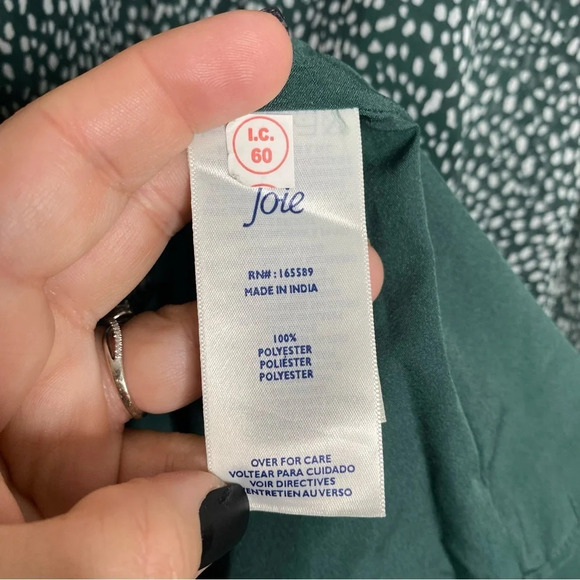 I.C.
60
Joie
RN#: 165589
MADE IN INDIA
100%
POLYESTER
POLIÉSTER
POLYESTER
OVER FOR CARE
VOLTEAR PARA CUIDADO
VOIR DIRECTIVES
ENTRETIEN AU VERSO